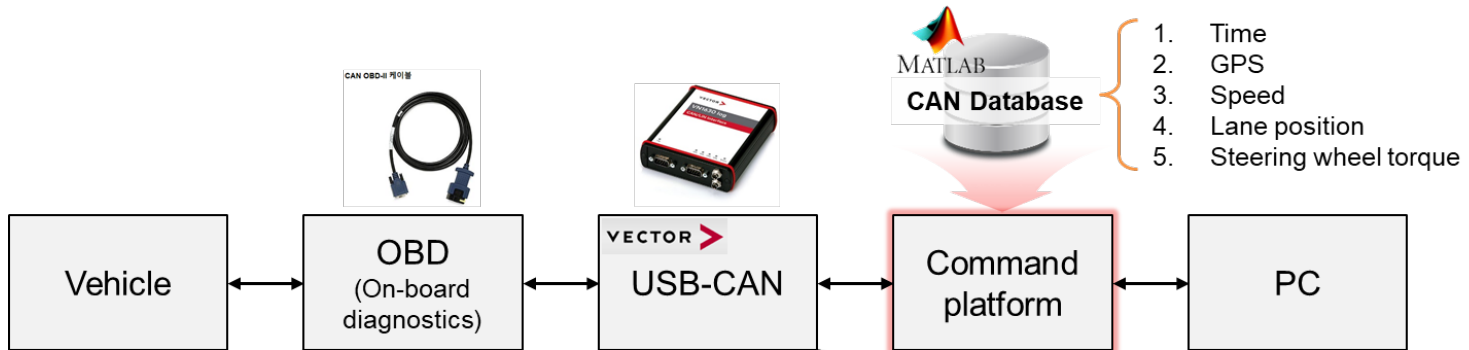 CAN OBD-II 케이블
VECTOR
MATLAB
CAN Database
1. Time
2. GPS
3. Speed
4. Lane position
5. Steering wheel torque
Vehicle
OBD
(On-board
diagnostics)
VECTOR
USB-CAN
Command
platform
PC